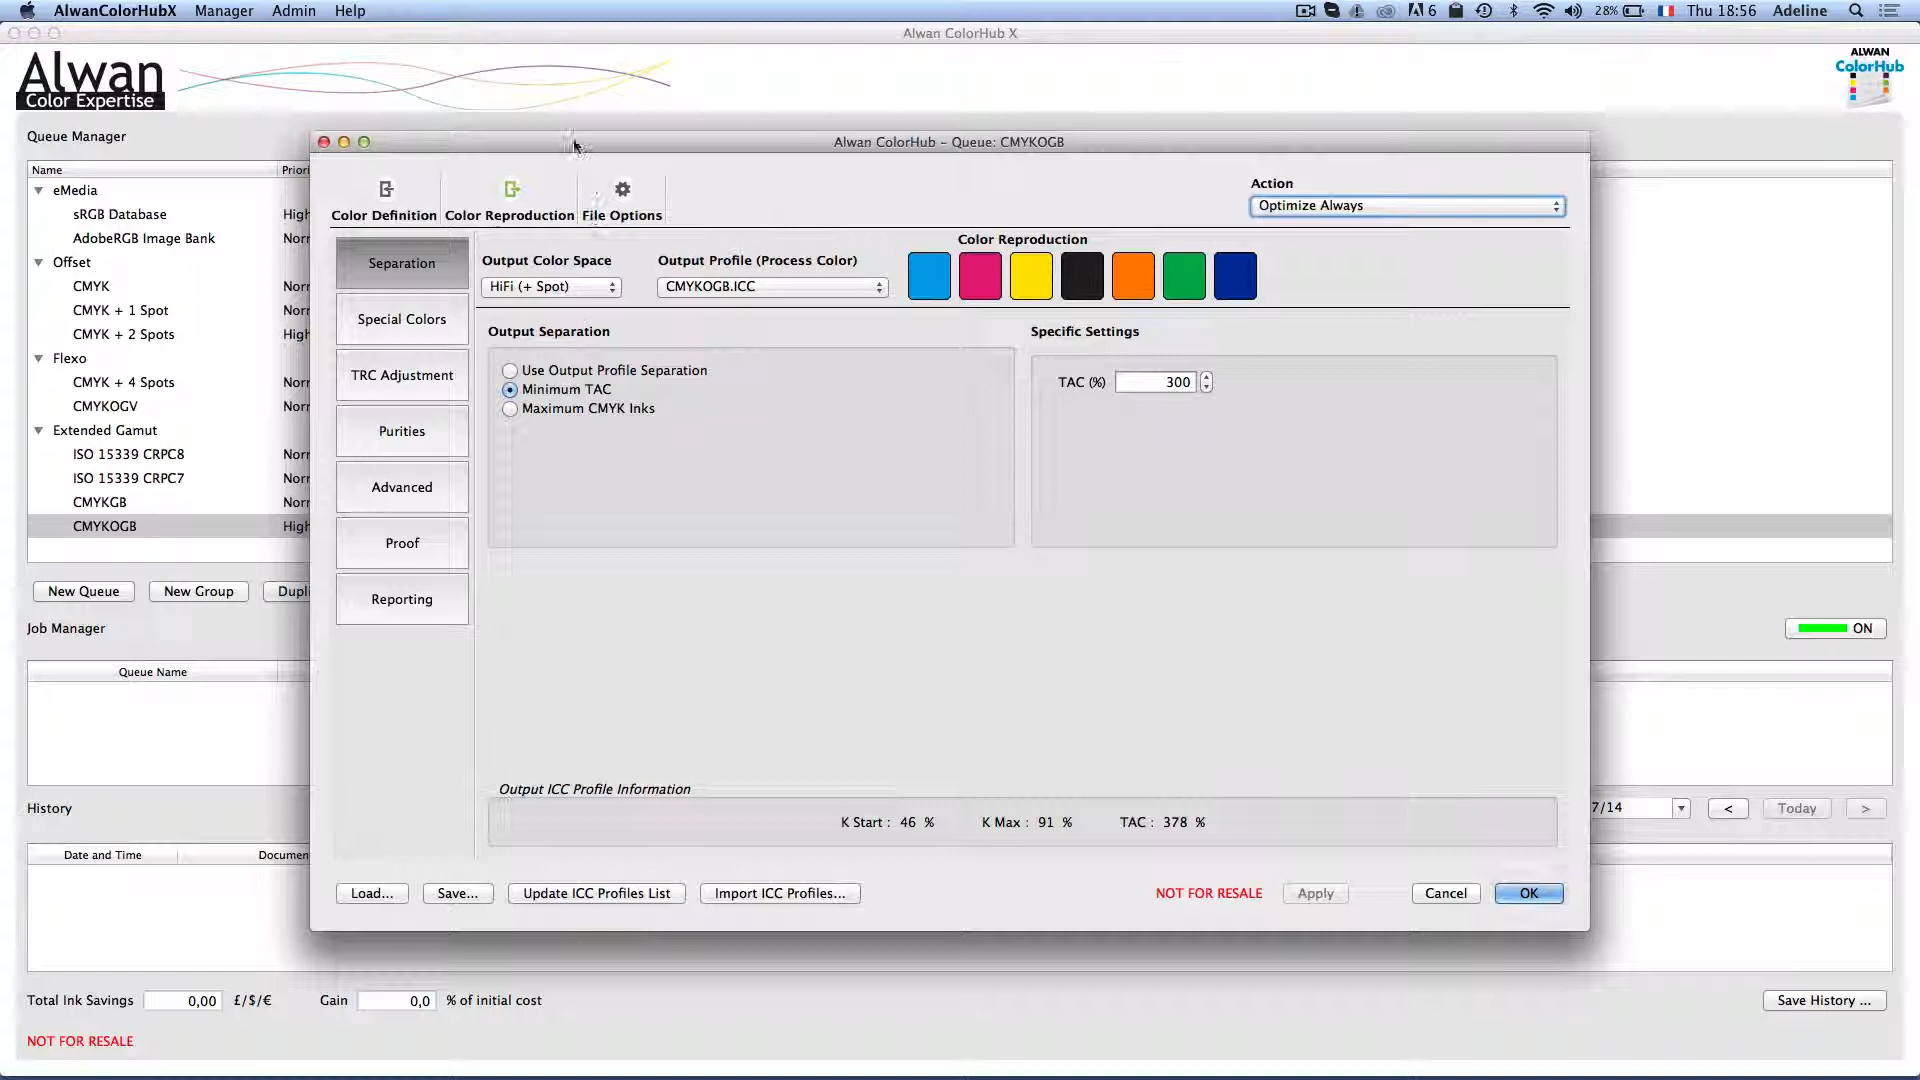 AlwanColorHubX Manager Admin Help 6 28% Thu 18:56 Adeline
Alwan ColorHub X
Alwan
Color Expertise
ALWAN
ColorHub
Queue Manager
Name Priori
eMedia
sRGB Database High
AdobeRGB Image Bank Norr
Offset
CMYK Norr
CMYK + 1 Spot Norr
CMYK + 2 Spots High
Flexo
CMYK + 4 Spots Norr
CMYKOGV Norr
Extended Gamut
ISO 15339 CRPC8 Norr
ISO 15339 CRPC7 Norr
CMYKGB Norr
CMYKOGB High
New Queue New Group Dupli
Job Manager
ON
Queue Name
History
7/14 < Today >
Date and Time Documen
Alwan ColorHub - Queue: CMYKOGB
Color Definition Color Reproduction File Options
Action
Optimize Always
Separation
Special Colors
TRC Adjustment
Purities
Advanced
Proof
Reporting
Output Color Space
HiFi (+ Spot)
Output Profile (Process Color)
CMYKOGB.ICC
Color Reproduction
Output Separation
Use Output Profile Separation
Minimum TAC
Maximum CMYK Inks
Specific Settings
TAC (%) 300
Output ICC Profile Information
K Start : 46 % K Max : 91 % TAC : 378 %
Load... Save... Update ICC Profiles List Import ICC Profiles... NOT FOR RESALE Apply Cancel OK
Total Ink Savings 0,00 £/$/€ Gain 0,0 % of initial cost Save History ...
NOT FOR RESALE